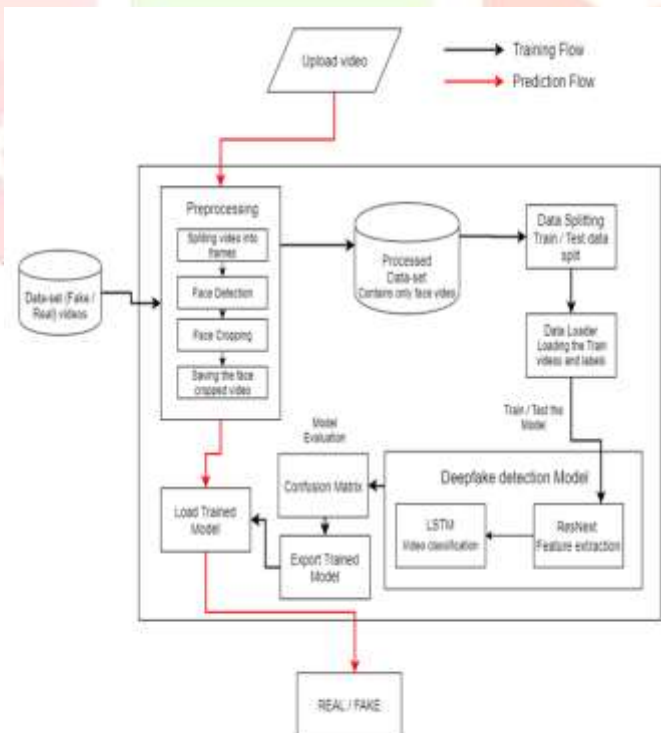 Upload video
Training Flow
Prediction Flow
Preprocessing
Spliting video into
frames
Face Detection
Face Cropping
Saving the face
cropped video
Data-set (Fake /
Real) videos
Processed
Data-set
Contains only face video
Data Splitting
Train / Test data
split
Data Loader
Loading the Train
videos and labels
Train / Test the
Model
Model
Evaluation
Confusion Matrix
Export Trained
Model
Load Trained
Model
Deepfake detection Model
LSTM
Video classification
ResNext
Feature extraction
REAL / FAKE